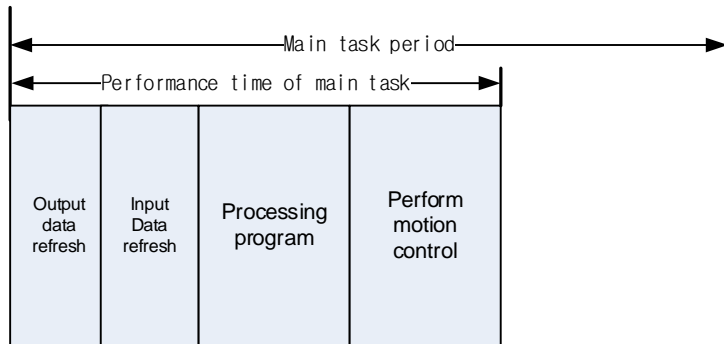 Main task period
Performance time of main task
Output
data
refresh
Input
Data
refresh
Processing
program
Perform
motion
control